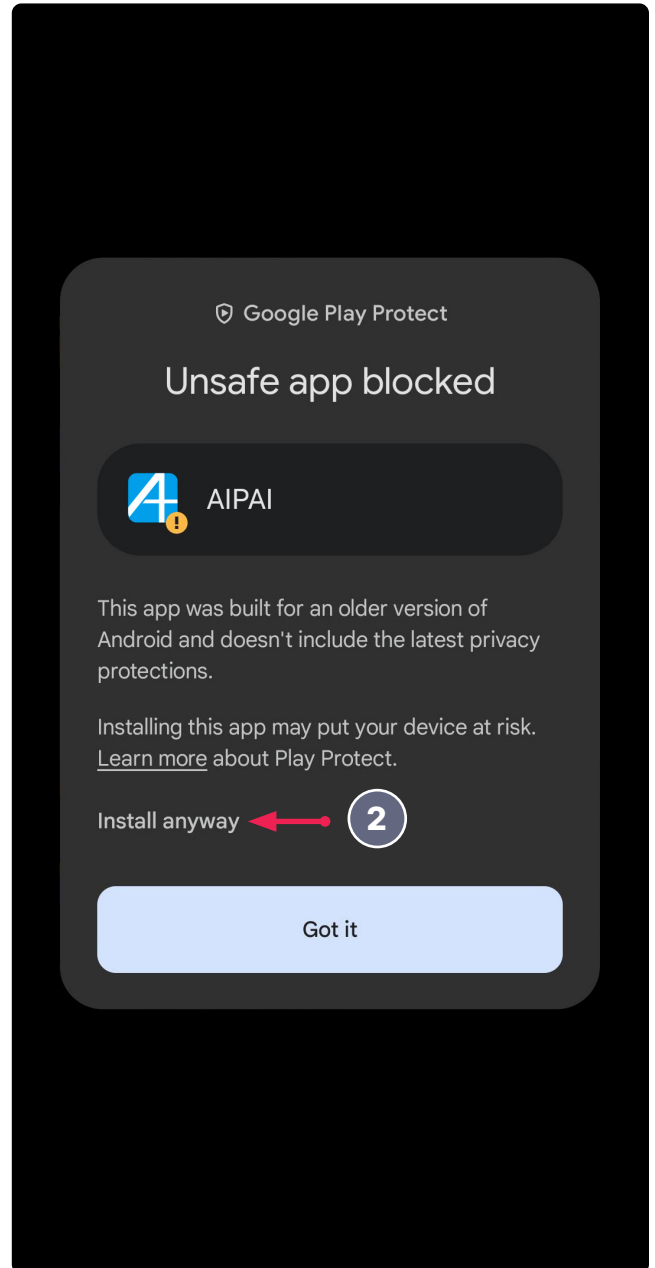 Google Play Protect
Unsafe app blocked
AIPAI
This app was built for an older version of
Android and doesn't include the latest privacy
protections.
Installing this app may put your device at risk.
Learn more about Play Protect.
Install anyway
2
Got it